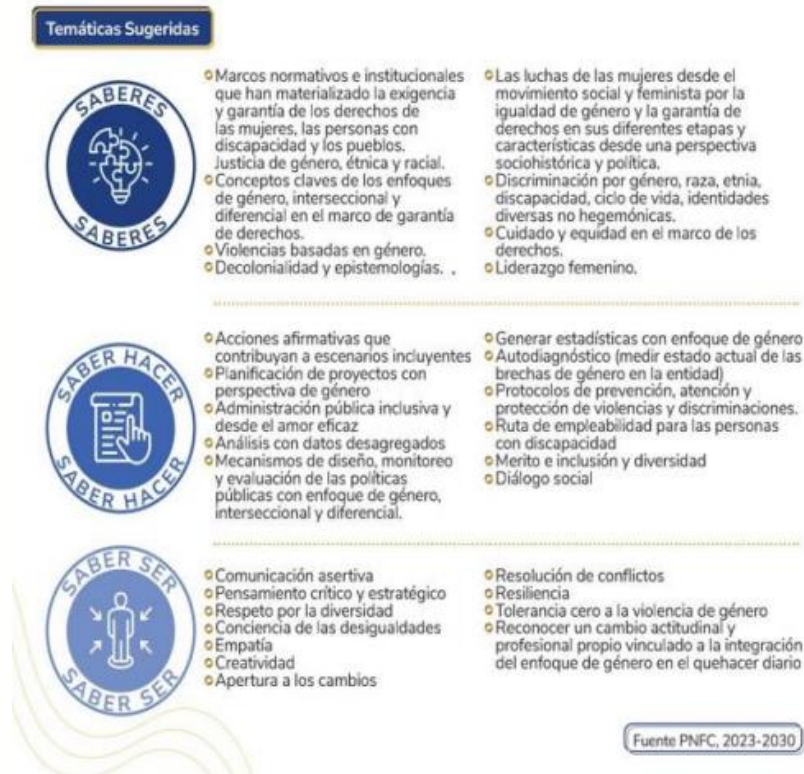 Temáticas Sugeridas
SABERES
SABERES
Marcos normativos e institucionales
que han materializado la exigencia
y garantía de los derechos de
las mujeres, las personas con
discapacidad y los pueblos.
Justicia de género, étnica y racial.
Conceptos claves de los enfoques
de género, interseccional y
diferencial en el marco de garantía
de derechos.
Violencias basadas en género.
Decolonialidad y epistemologías. .
Las luchas de las mujeres desde el
movimiento social y feminista por la
igualdad de género y la garantía de
derechos en sus diferentes etapas y
características desde una perspectiva
sociohistórica y política.
Discriminación por género, raza, etnia,
discapacidad, ciclo de vida, identidades
diversas no hegemónicas.
Cuidado y equidad en el marco de los
derechos.
Liderazgo femenino.
SABER HACER
SABER HACER
Acciones afirmativas que
contribuyan a escenarios incluyentes
Planificación de proyectos con
perspectiva de género
Administración pública inclusiva y
desde el amor eficaz
Análisis con datos desagregados
Mecanismos de diseño, monitoreo
y evaluación de las políticas
públicas con enfoque de género,
interseccional y diferencial.
Generar estadísticas con enfoque de género
Autodiagnóstico (medir estado actual de las
brechas de género en la entidad)
Protocolos de prevención, atención y
protección de violencias y discriminaciones.
Ruta de empleabilidad para las personas
con discapacidad
Merito e inclusión y diversidad
Diálogo social
SABER SER
SABER SER
Comunicación asertiva
Pensamiento crítico y estratégico
Respeto por la diversidad
Conciencia de las desigualdades
Empatía
Creatividad
Apertura a los cambios
Resolución de conflictos
Resiliencia
Tolerancia cero a la violencia de género
Reconocer un cambio actitudinal y
profesional propio vinculado a la integración
del enfoque de género en el quehacer diario
Fuente PNFC, 2023-2030